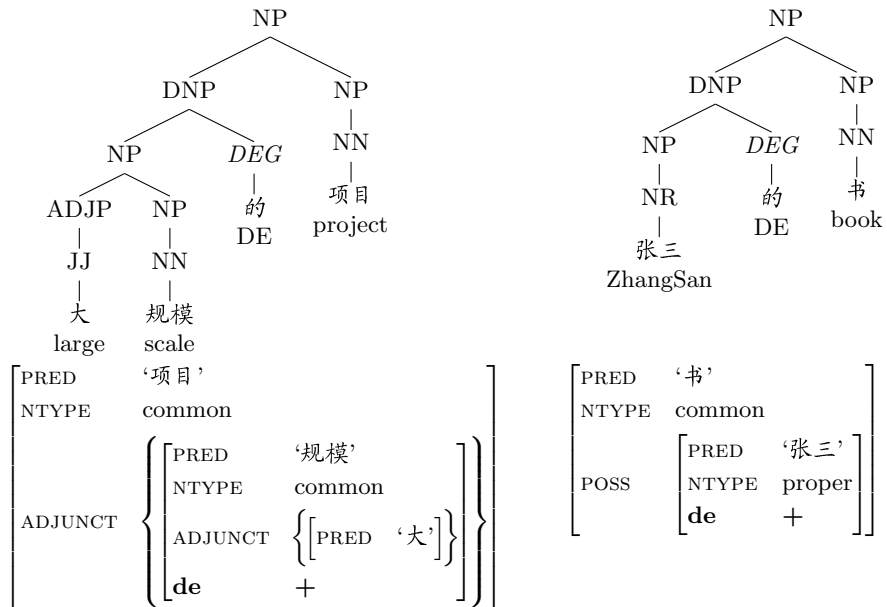 NP NP
DNP NP DNP NP
NP DEG NN NP DEG NN
ADJP NP 的 项目 NR 的 书
DE project DE book
JJ NN 张三
ZhangSan
大 规模
large scale
PRED ‘项目’ PRED ‘书’
NTYPE common NTYPE common
PRED ‘规模’ PRED ‘张三’
NTYPE common POSS NTYPE proper
ADJUNCT ADJUNCT {[PRED ‘大’]} de +
de +